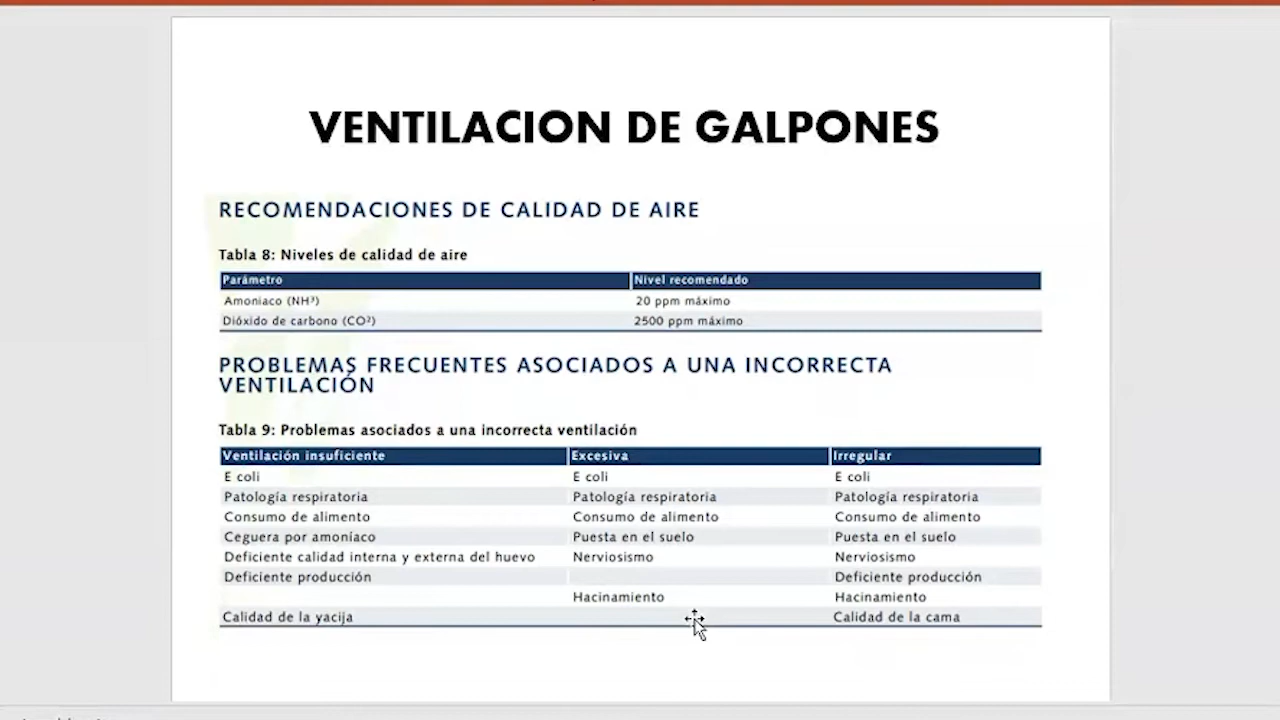 VENTILACION DE GALPONES
RECOMENDACIONES DE CALIDAD DE AIRE
Tabla 8: Niveles de calidad de aire
Parámetro Nivel recomendado
Amoniaco (NH³) 20 ppm máximo
Dióxido de carbono (CO²) 2500 ppm máximo
PROBLEMAS FRECUENTES ASOCIADOS A UNA INCORRECTA
VENTILACIÓN
Tabla 9: Problemas asociados a una incorrecta ventilación
Ventilación insuficiente Excesiva Irregular
E coli E coli E coli
Patología respiratoria Patología respiratoria Patología respiratoria
Consumo de alimento Consumo de alimento Consumo de alimento
Ceguera por amoníaco Puesta en el suelo Puesta en el suelo
Deficiente calidad interna y externa del huevo Nerviosismo Nerviosismo
Deficiente producción Deficiente producción
Hacinamiento Hacinamiento
Calidad de la yacija Calidad de la cama